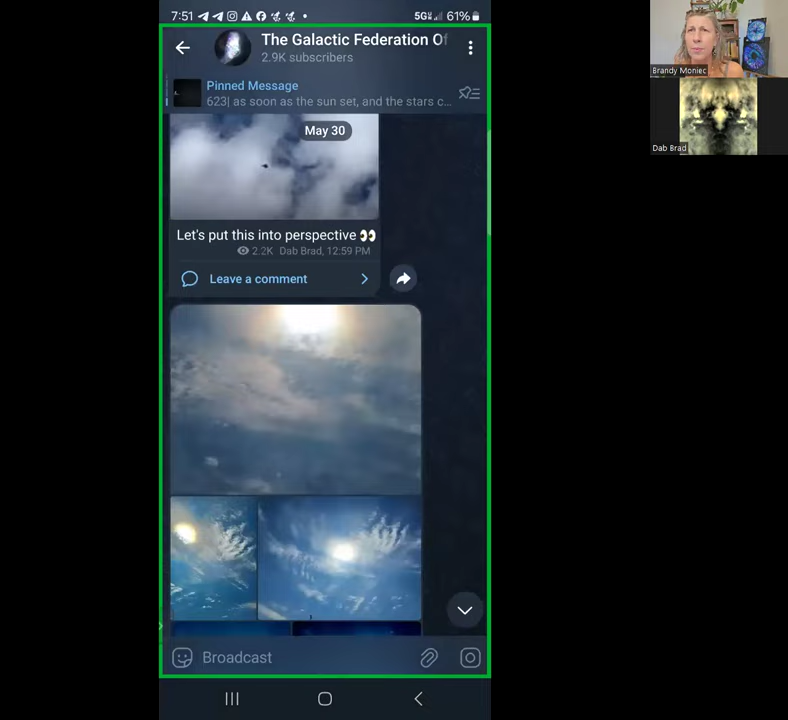 7:51
5G 61%
The Galactic Federation Of
2.9K subscribers
Pinned Message
623| as soon as the sun set, and the stars c...
May 30
Let's put this into perspective 👀
2.2K Dab Brad, 12:59 PM
Leave a comment
Broadcast
Brandy Moniec
Dab Brad